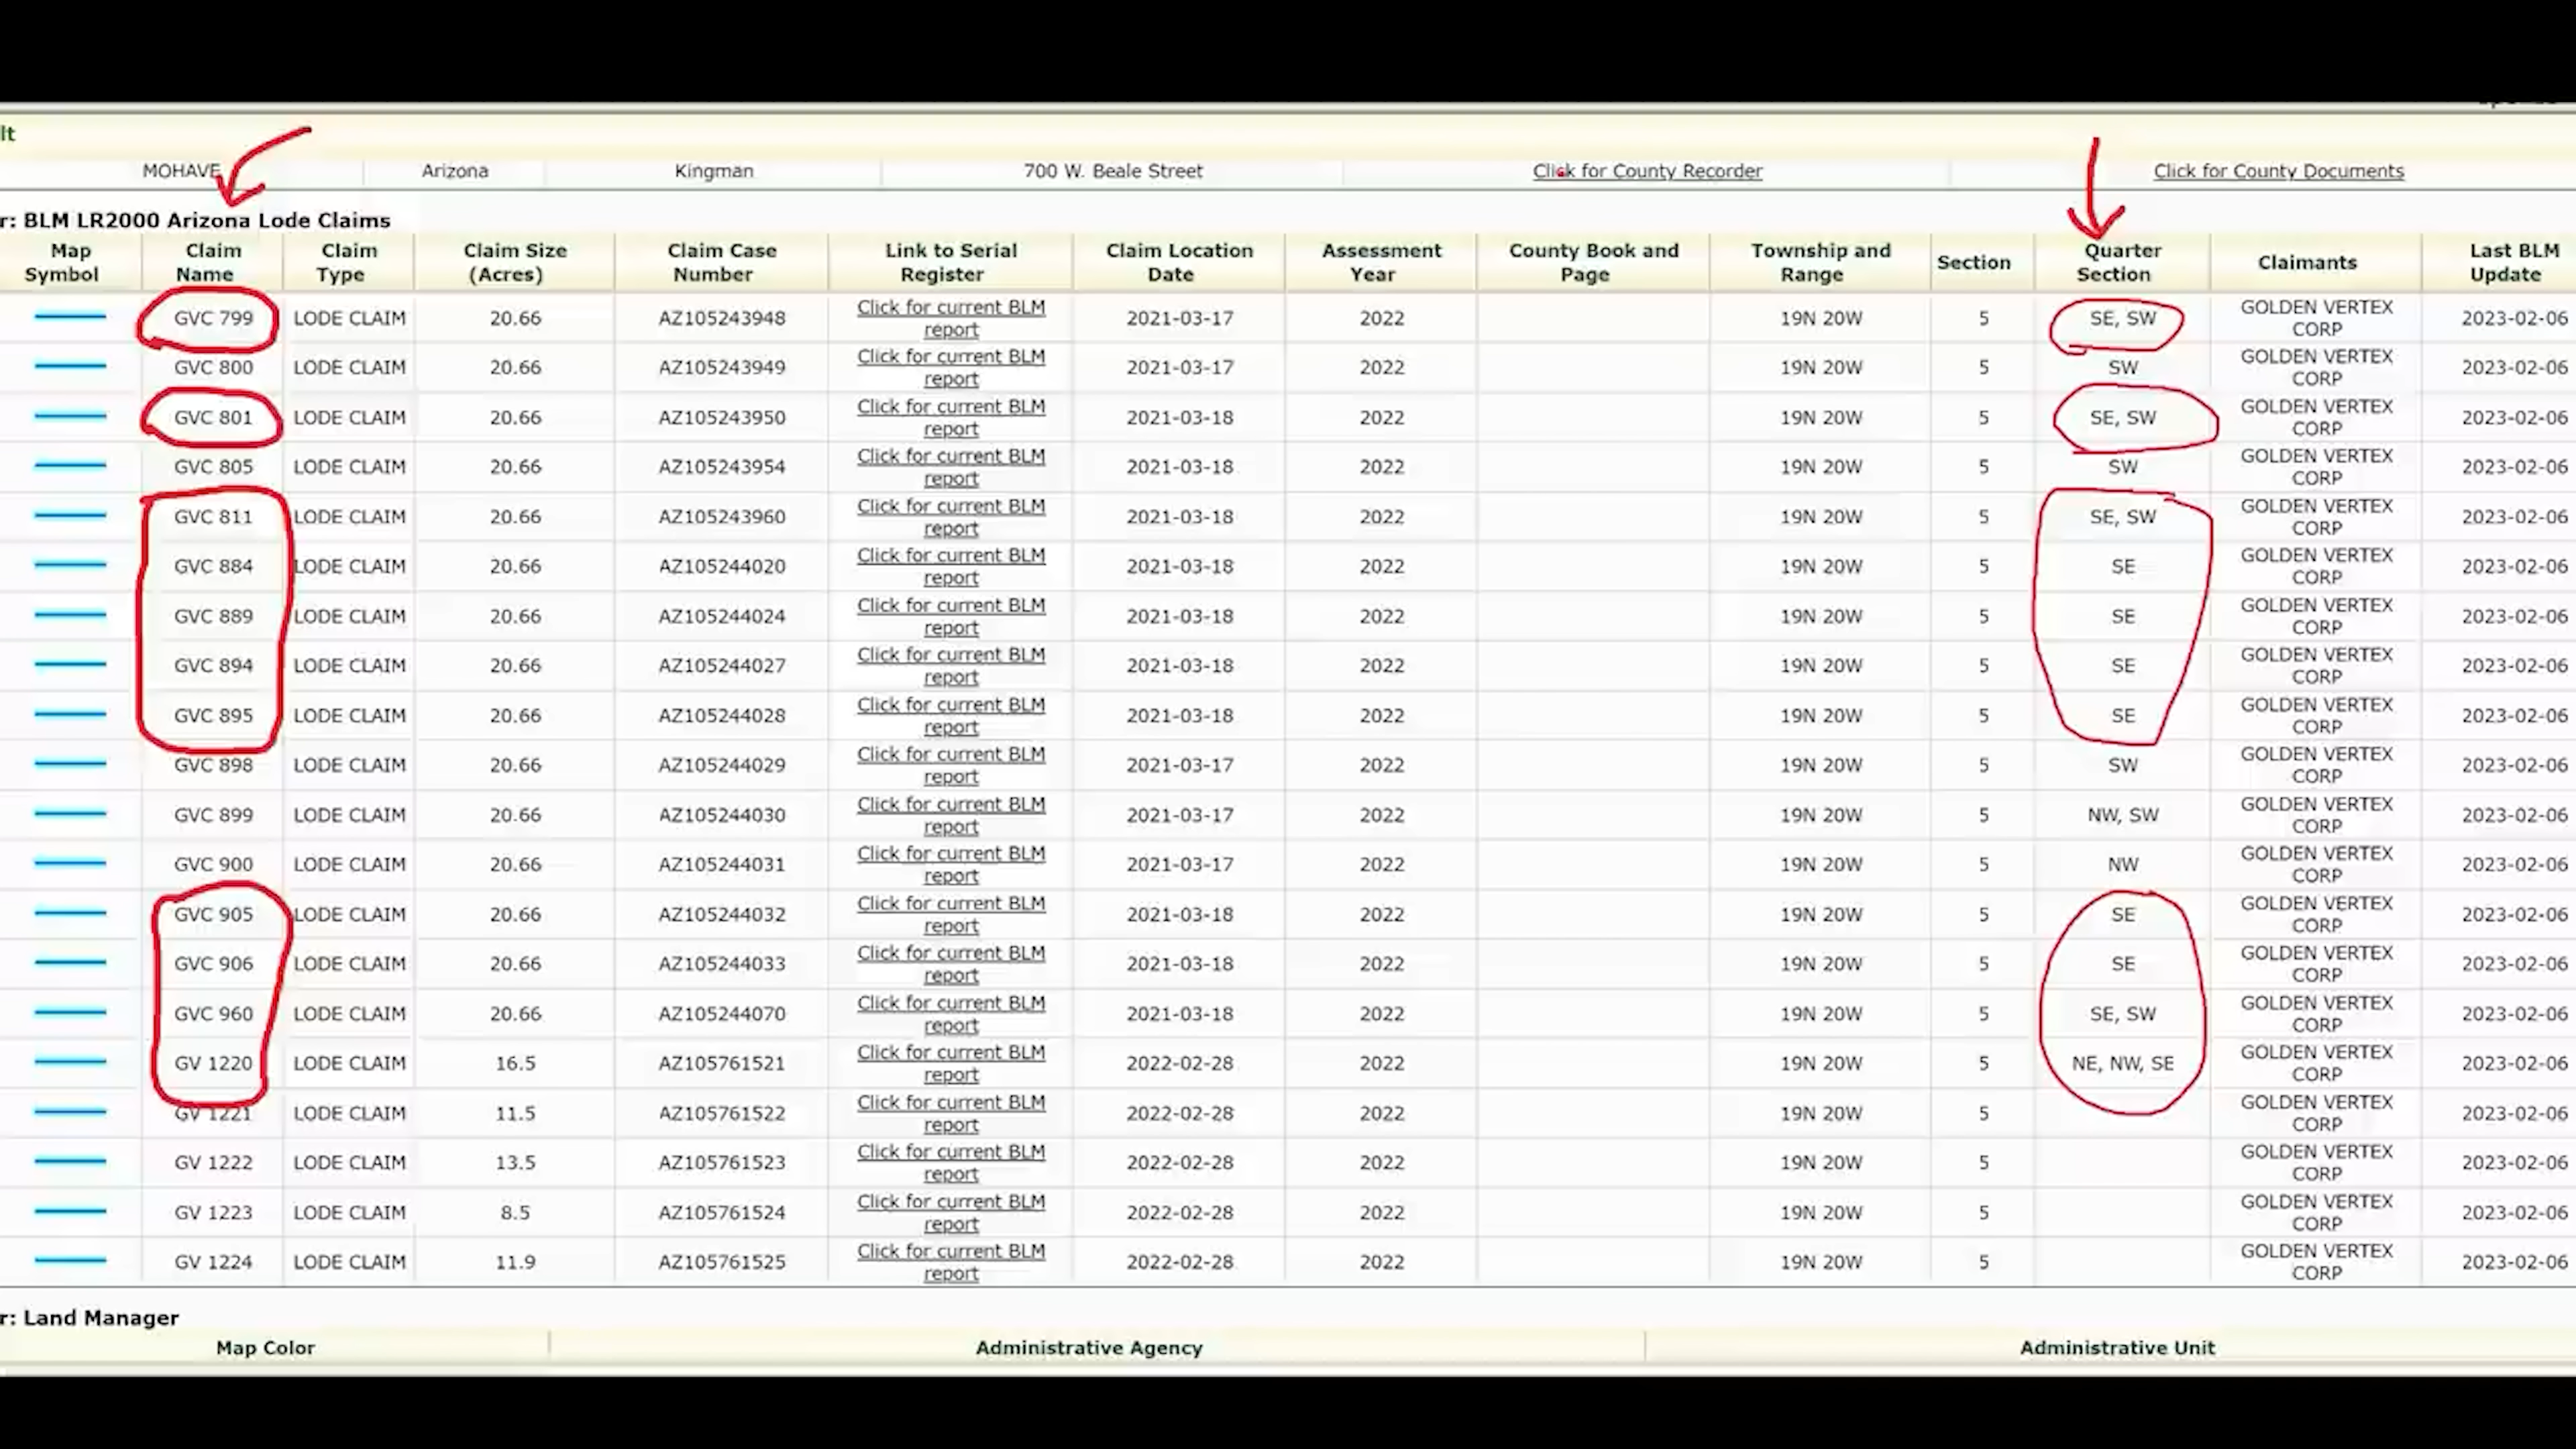 lt
MOHAVE Arizona Kingman 700 W. Beale Street Click for County Recorder Click for County Documents
r: BLM LR2000 Arizona Lode Claims
Map Symbol Claim Name Claim Type Claim Size (Acres) Claim Case Number Link to Serial Register Claim Location Date Assessment Year County Book and Page Township and Range Section Quarter Section Claimants Last BLM Update
GVC 799 LODE CLAIM 20.66 AZ105243948 Click for current BLM report 2021-03-17 2022 19N 20W 5 SE, SW GOLDEN VERTEX CORP 2023-02-06
GVC 800 LODE CLAIM 20.66 AZ105243949 Click for current BLM report 2021-03-17 2022 19N 20W 5 SW GOLDEN VERTEX CORP 2023-02-06
GVC 801 LODE CLAIM 20.66 AZ105243950 Click for current BLM report 2021-03-18 2022 19N 20W 5 SE, SW GOLDEN VERTEX CORP 2023-02-06
GVC 805 LODE CLAIM 20.66 AZ105243954 Click for current BLM report 2021-03-18 2022 19N 20W 5 SW GOLDEN VERTEX CORP 2023-02-06
GVC 811 LODE CLAIM 20.66 AZ105243960 Click for current BLM report 2021-03-18 2022 19N 20W 5 SE, SW GOLDEN VERTEX CORP 2023-02-06
GVC 884 LODE CLAIM 20.66 AZ105244020 Click for current BLM report 2021-03-18 2022 19N 20W 5 SE GOLDEN VERTEX CORP 2023-02-06
GVC 889 LODE CLAIM 20.66 AZ105244024 Click for current BLM report 2021-03-18 2022 19N 20W 5 SE GOLDEN VERTEX CORP 2023-02-06
GVC 894 LODE CLAIM 20.66 AZ105244027 Click for current BLM report 2021-03-18 2022 19N 20W 5 SE GOLDEN VERTEX CORP 2023-02-06
GVC 895 LODE CLAIM 20.66 AZ105244028 Click for current BLM report 2021-03-18 2022 19N 20W 5 SE GOLDEN VERTEX CORP 2023-02-06
GVC 898 LODE CLAIM 20.66 AZ105244029 Click for current BLM report 2021-03-17 2022 19N 20W 5 SW GOLDEN VERTEX CORP 2023-02-06
GVC 899 LODE CLAIM 20.66 AZ105244030 Click for current BLM report 2021-03-17 2022 19N 20W 5 NW, SW GOLDEN VERTEX CORP 2023-02-06
GVC 900 LODE CLAIM 20.66 AZ105244031 Click for current BLM report 2021-03-17 2022 19N 20W 5 NW GOLDEN VERTEX CORP 2023-02-06
GVC 905 LODE CLAIM 20.66 AZ105244032 Click for current BLM report 2021-03-18 2022 19N 20W 5 SE GOLDEN VERTEX CORP 2023-02-06
GVC 906 LODE CLAIM 20.66 AZ105244033 Click for current BLM report 2021-03-18 2022 19N 20W 5 SE GOLDEN VERTEX CORP 2023-02-06
GVC 960 LODE CLAIM 20.66 AZ105244070 Click for current BLM report 2021-03-18 2022 19N 20W 5 SE, SW GOLDEN VERTEX CORP 2023-02-06
GV 1220 LODE CLAIM 16.5 AZ105761521 Click for current BLM report 2022-02-28 2022 19N 20W 5 NE, NW, SE GOLDEN VERTEX CORP 2023-02-06
GV 1221 LODE CLAIM 11.5 AZ105761522 Click for current BLM report 2022-02-28 2022 19N 20W 5 GOLDEN VERTEX CORP 2023-02-06
GV 1222 LODE CLAIM 13.5 AZ105761523 Click for current BLM report 2022-02-28 2022 19N 20W 5 GOLDEN VERTEX CORP 2023-02-06
GV 1223 LODE CLAIM 8.5 AZ105761524 Click for current BLM report 2022-02-28 2022 19N 20W 5 GOLDEN VERTEX CORP 2023-02-06
GV 1224 LODE CLAIM 11.9 AZ105761525 Click for current BLM report 2022-02-28 2022 19N 20W 5 GOLDEN VERTEX CORP 2023-02-06
r: Land Manager
Map Color Administrative Agency Administrative Unit